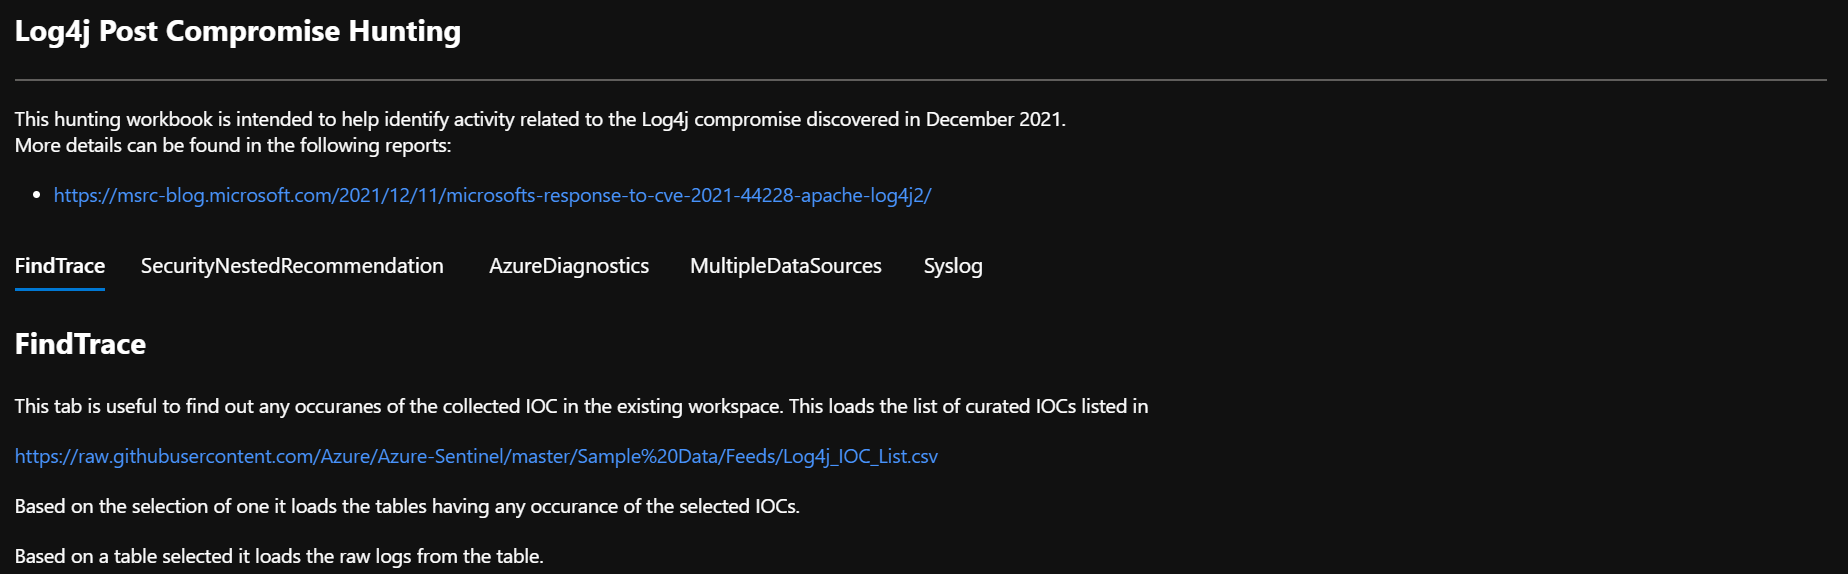 Log4j Post Compromise Hunting
This hunting workbook is intended to help identify activity related to the Log4j compromise discovered in December 2021.
More details can be found in the following reports:
• https://msrc-blog.microsoft.com/2021/12/11/microsofts-response-to-cve-2021-44228-apache-log4j2/
FindTrace SecurityNestedRecommendation AzureDiagnostics MultipleDataSources Syslog
FindTrace
This tab is useful to find out any occuranes of the collected IOC in the existing workspace. This loads the list of curated IOCs listed in
https://raw.githubusercontent.com/Azure/Azure-Sentinel/master/Sample%20Data/Feeds/Log4j_IOC_List.csv
Based on the selection of one it loads the tables having any occurance of the selected IOCs.
Based on a table selected it loads the raw logs from the table.